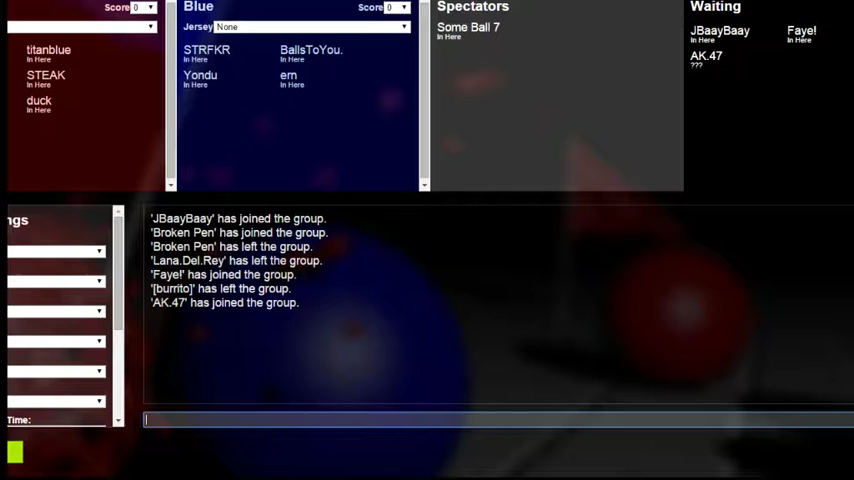 Score 0
titanblue
In Here
STEAK
In Here
duck
In Here
Blue
Score 0
Jersey None
STRFKR
In Here
BallsToYou.
In Here
Yondu
In Here
ern
In Here
Spectators
Some Ball 7
In Here
Waiting
JBaayBaay
In Here
Faye!
In Here
AK.47
???
ngs
Time:
'JBaayBaay' has joined the group.
'Broken Pen' has joined the group.
'Broken Pen' has left the group.
'Lana.Del.Rey' has left the group.
'Faye!' has joined the group.
'[burrito]' has left the group.
'AK.47' has joined the group.